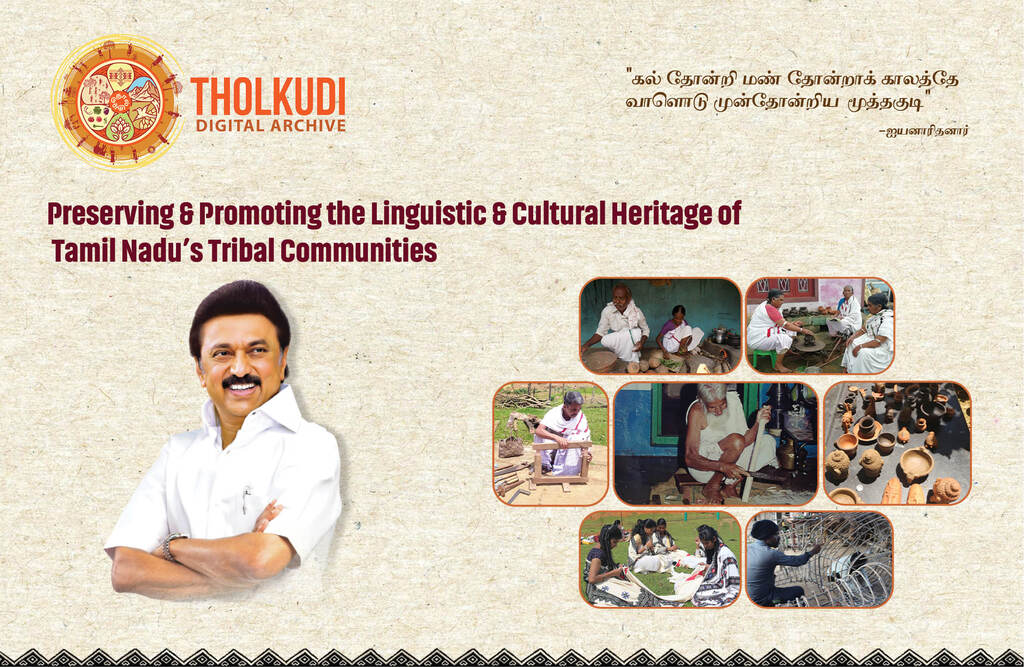 THOLKUDI
DIGITAL ARCHIVE
"கல் தோன்றி மண் தோன்றாக் காலத்தே
வாளொடு முன்தோன்றிய மூத்தகுடி"
-ஐயனாரிதனார்
Preserving & Promoting the Linguistic & Cultural Heritage of
Tamil Nadu's Tribal Communities